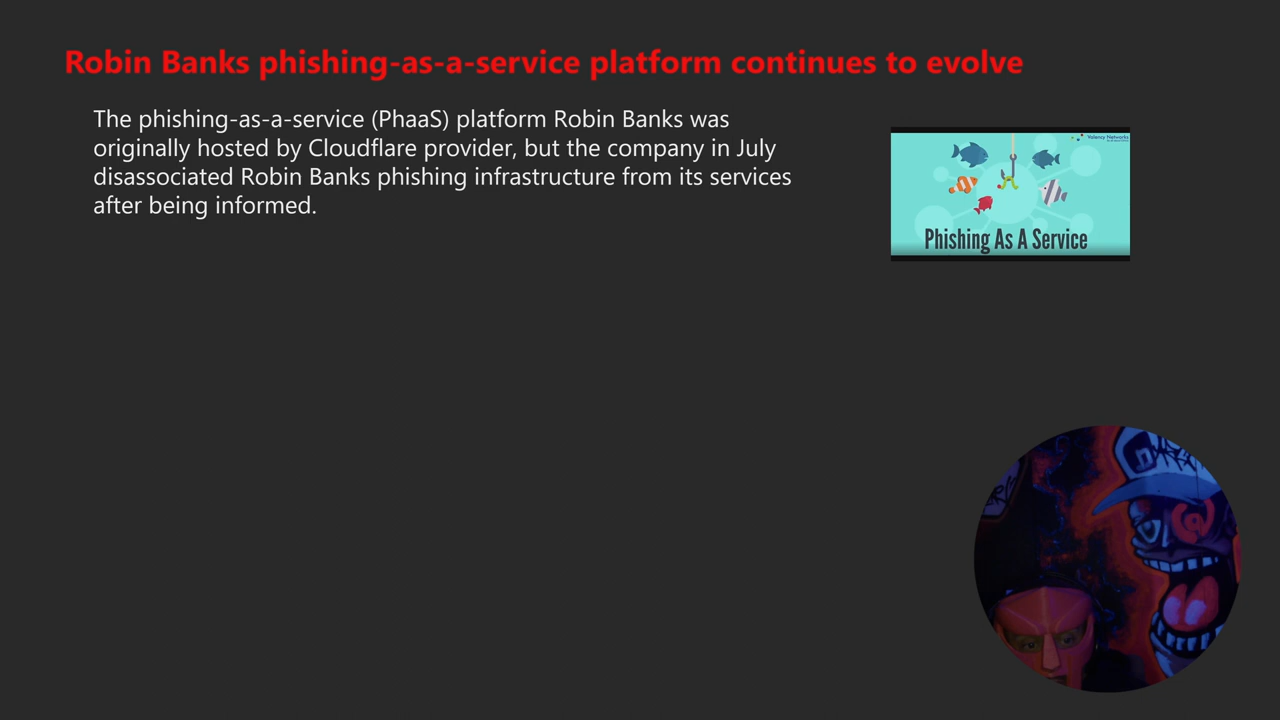 Robin Banks phishing-as-a-service platform continues to evolve
The phishing-as-a-service (PhaaS) platform Robin Banks was
originally hosted by Cloudflare provider, but the company in July
disassociated Robin Banks phishing infrastructure from its services
after being informed.
Valency Networks
Phishing As A Service